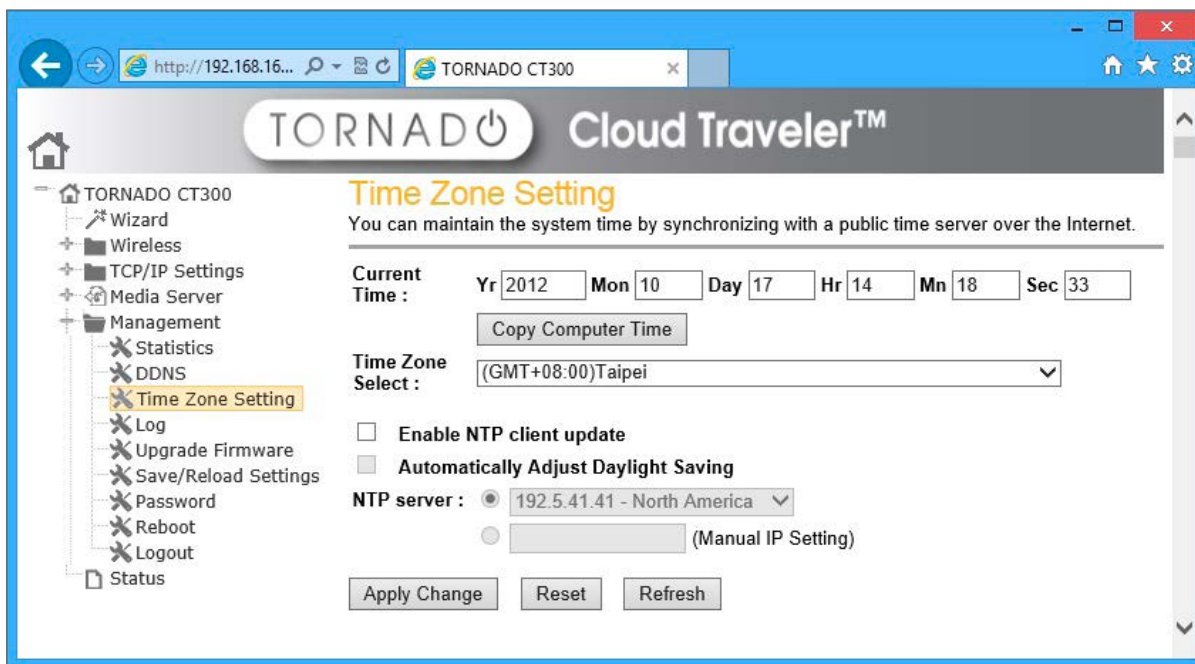 http://192.168.16...
TORNADO CT300
TORNADO Cloud Traveler™
TORNADO CT300
Wizard
Wireless
TCP/IP Settings
Media Server
Management
Statistics
DDNS
Time Zone Setting
Log
Upgrade Firmware
Save/Reload Settings
Password
Reboot
Logout
Status
Time Zone Setting
You can maintain the system time by synchronizing with a public time server over the Internet.
Current Time : Yr 2012 Mon 10 Day 17 Hr 14 Mn 18 Sec 33
Copy Computer Time
Time Zone Select : (GMT+08:00)Taipei
Enable NTP client update
Automatically Adjust Daylight Saving
NTP server : 192.5.41.41 - North America
(Manual IP Setting)
Apply Change Reset Refresh